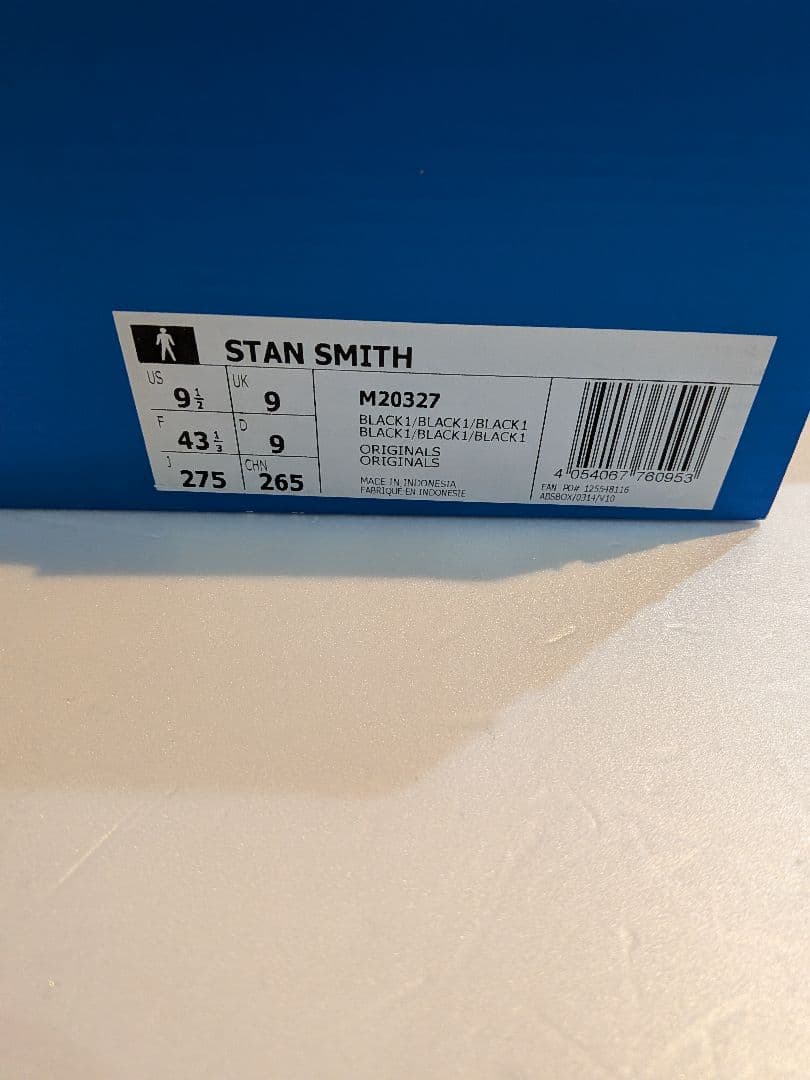 STAN SMITH
US 9½ UK 9
F 43⅓ D 9
J 275 CHN 265
M20327
BLACK1/BLACK1/BLACK1
BLACK1/BLACK1/BLACK1
ORIGINALS
ORIGINALS
MADE IN INDONESIA
FABRIQUÉ EN INDONESIE
4 054067 760953
EAN PO# 125548116
ADSBOX/0314/V10